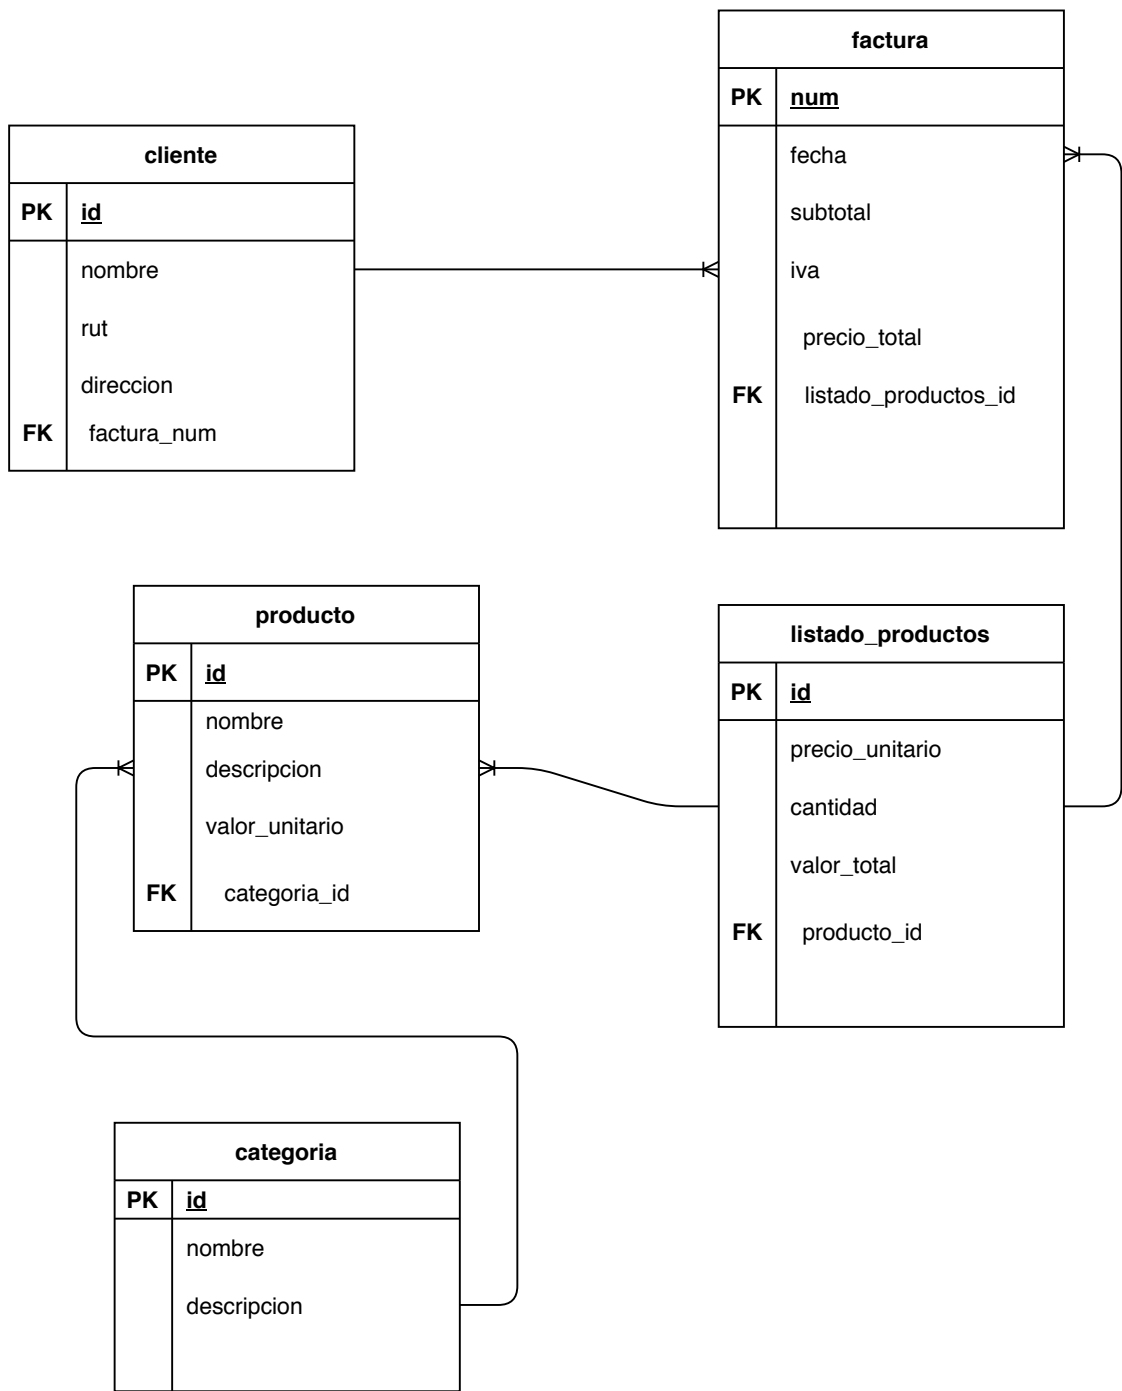 factura
PK num
fecha
subtotal
iva
precio_total
FK listado_productos_id
cliente
PK id
nombre
rut
direccion
FK factura_num
producto
PK id
nombre
descripcion
valor_unitario
FK categoria_id
listado_productos
PK id
precio_unitario
cantidad
valor_total
FK producto_id
categoria
PK id
nombre
descripcion